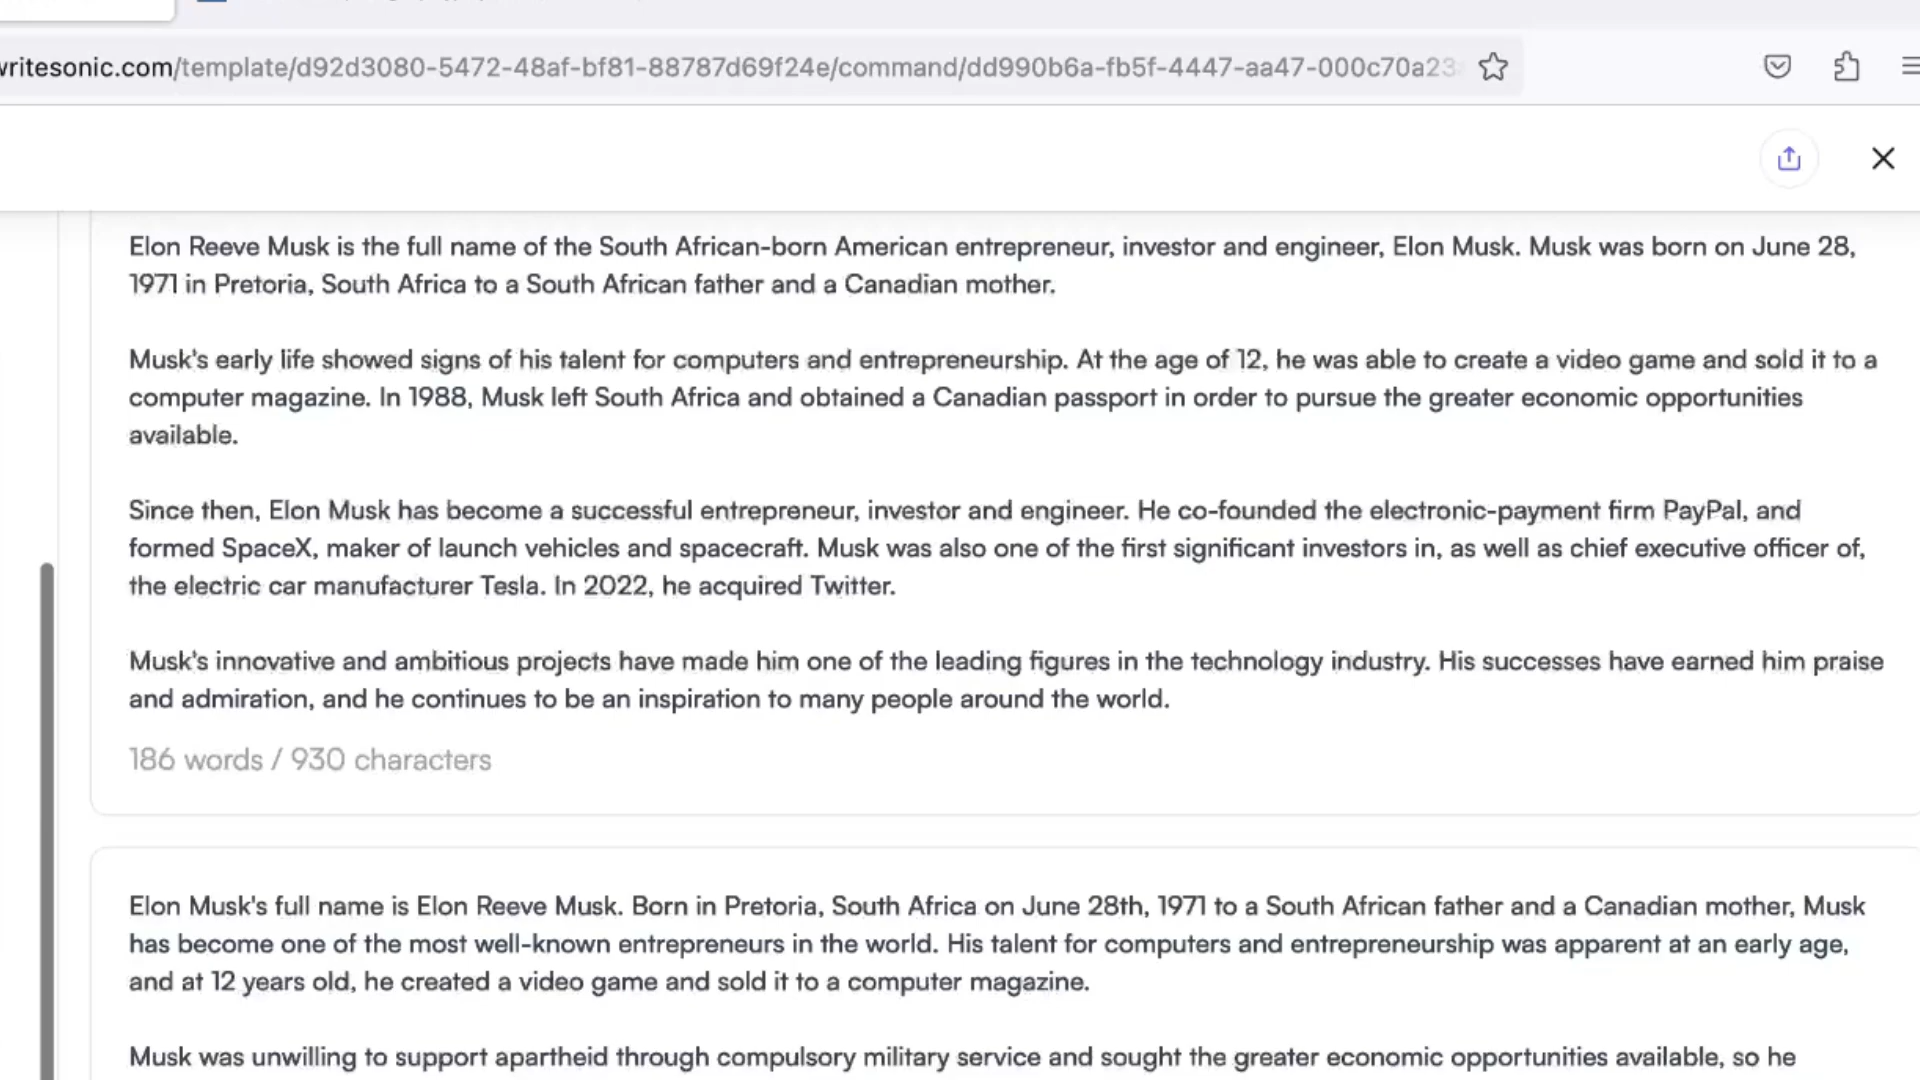 writesonic.com/template/d92d3080-5472-48af-bf81-88787d69f24e/command/dd990b6a-fb5f-4447-aa47-000c70a23
Elon Reeve Musk is the full name of the South African-born American entrepreneur, investor and engineer, Elon Musk. Musk was born on June 28,
1971 in Pretoria, South Africa to a South African father and a Canadian mother.
Musk's early life showed signs of his talent for computers and entrepreneurship. At the age of 12, he was able to create a video game and sold it to a
computer magazine. In 1988, Musk left South Africa and obtained a Canadian passport in order to pursue the greater economic opportunities
available.
Since then, Elon Musk has become a successful entrepreneur, investor and engineer. He co-founded the electronic-payment firm PayPal, and
formed SpaceX, maker of launch vehicles and spacecraft. Musk was also one of the first significant investors in, as well as chief executive officer of,
the electric car manufacturer Tesla. In 2022, he acquired Twitter.
Musk's innovative and ambitious projects have made him one of the leading figures in the technology industry. His successes have earned him praise
and admiration, and he continues to be an inspiration to many people around the world.
186 words / 930 characters
Elon Musk's full name is Elon Reeve Musk. Born in Pretoria, South Africa on June 28th, 1971 to a South African father and a Canadian mother, Musk
has become one of the most well-known entrepreneurs in the world. His talent for computers and entrepreneurship was apparent at an early age,
and at 12 years old, he created a video game and sold it to a computer magazine.
Musk was unwilling to support apartheid through compulsory military service and sought the greater economic opportunities available, so he